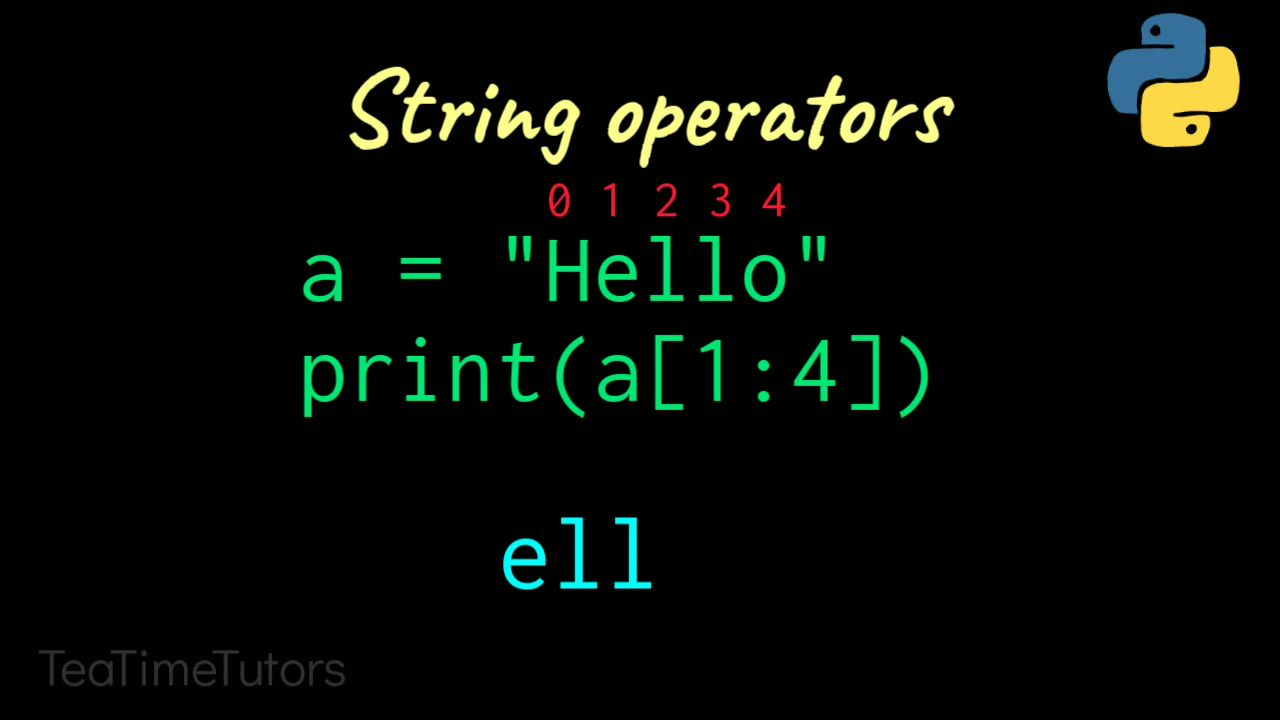 String operators
0 1 2 3 4
a = "Hello"
print(a[1:4])
ell
TeaTimeTutors